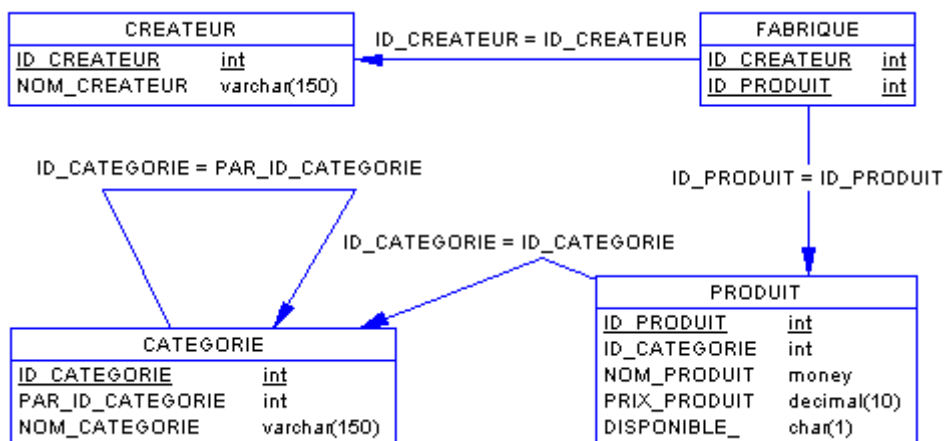 CREATEUR
ID_CREATEUR int
NOM_CREATEUR varchar(150)
ID_CREATEUR = ID_CREATEUR
FABRIQUE
ID_CREATEUR int
ID_PRODUIT int
ID_CATEGORIE = PAR_ID_CATEGORIE
ID_PRODUIT = ID_PRODUIT
ID_CATEGORIE = ID_CATEGORIE
CATEGORIE
ID_CATEGORIE int
PAR_ID_CATEGORIE int
NOM_CATEGORIE varchar(150)
PRODUIT
ID_PRODUIT int
ID_CATEGORIE int
NOM_PRODUIT money
PRIX_PRODUIT decimal(10)
DISPONIBLE_ char(1)